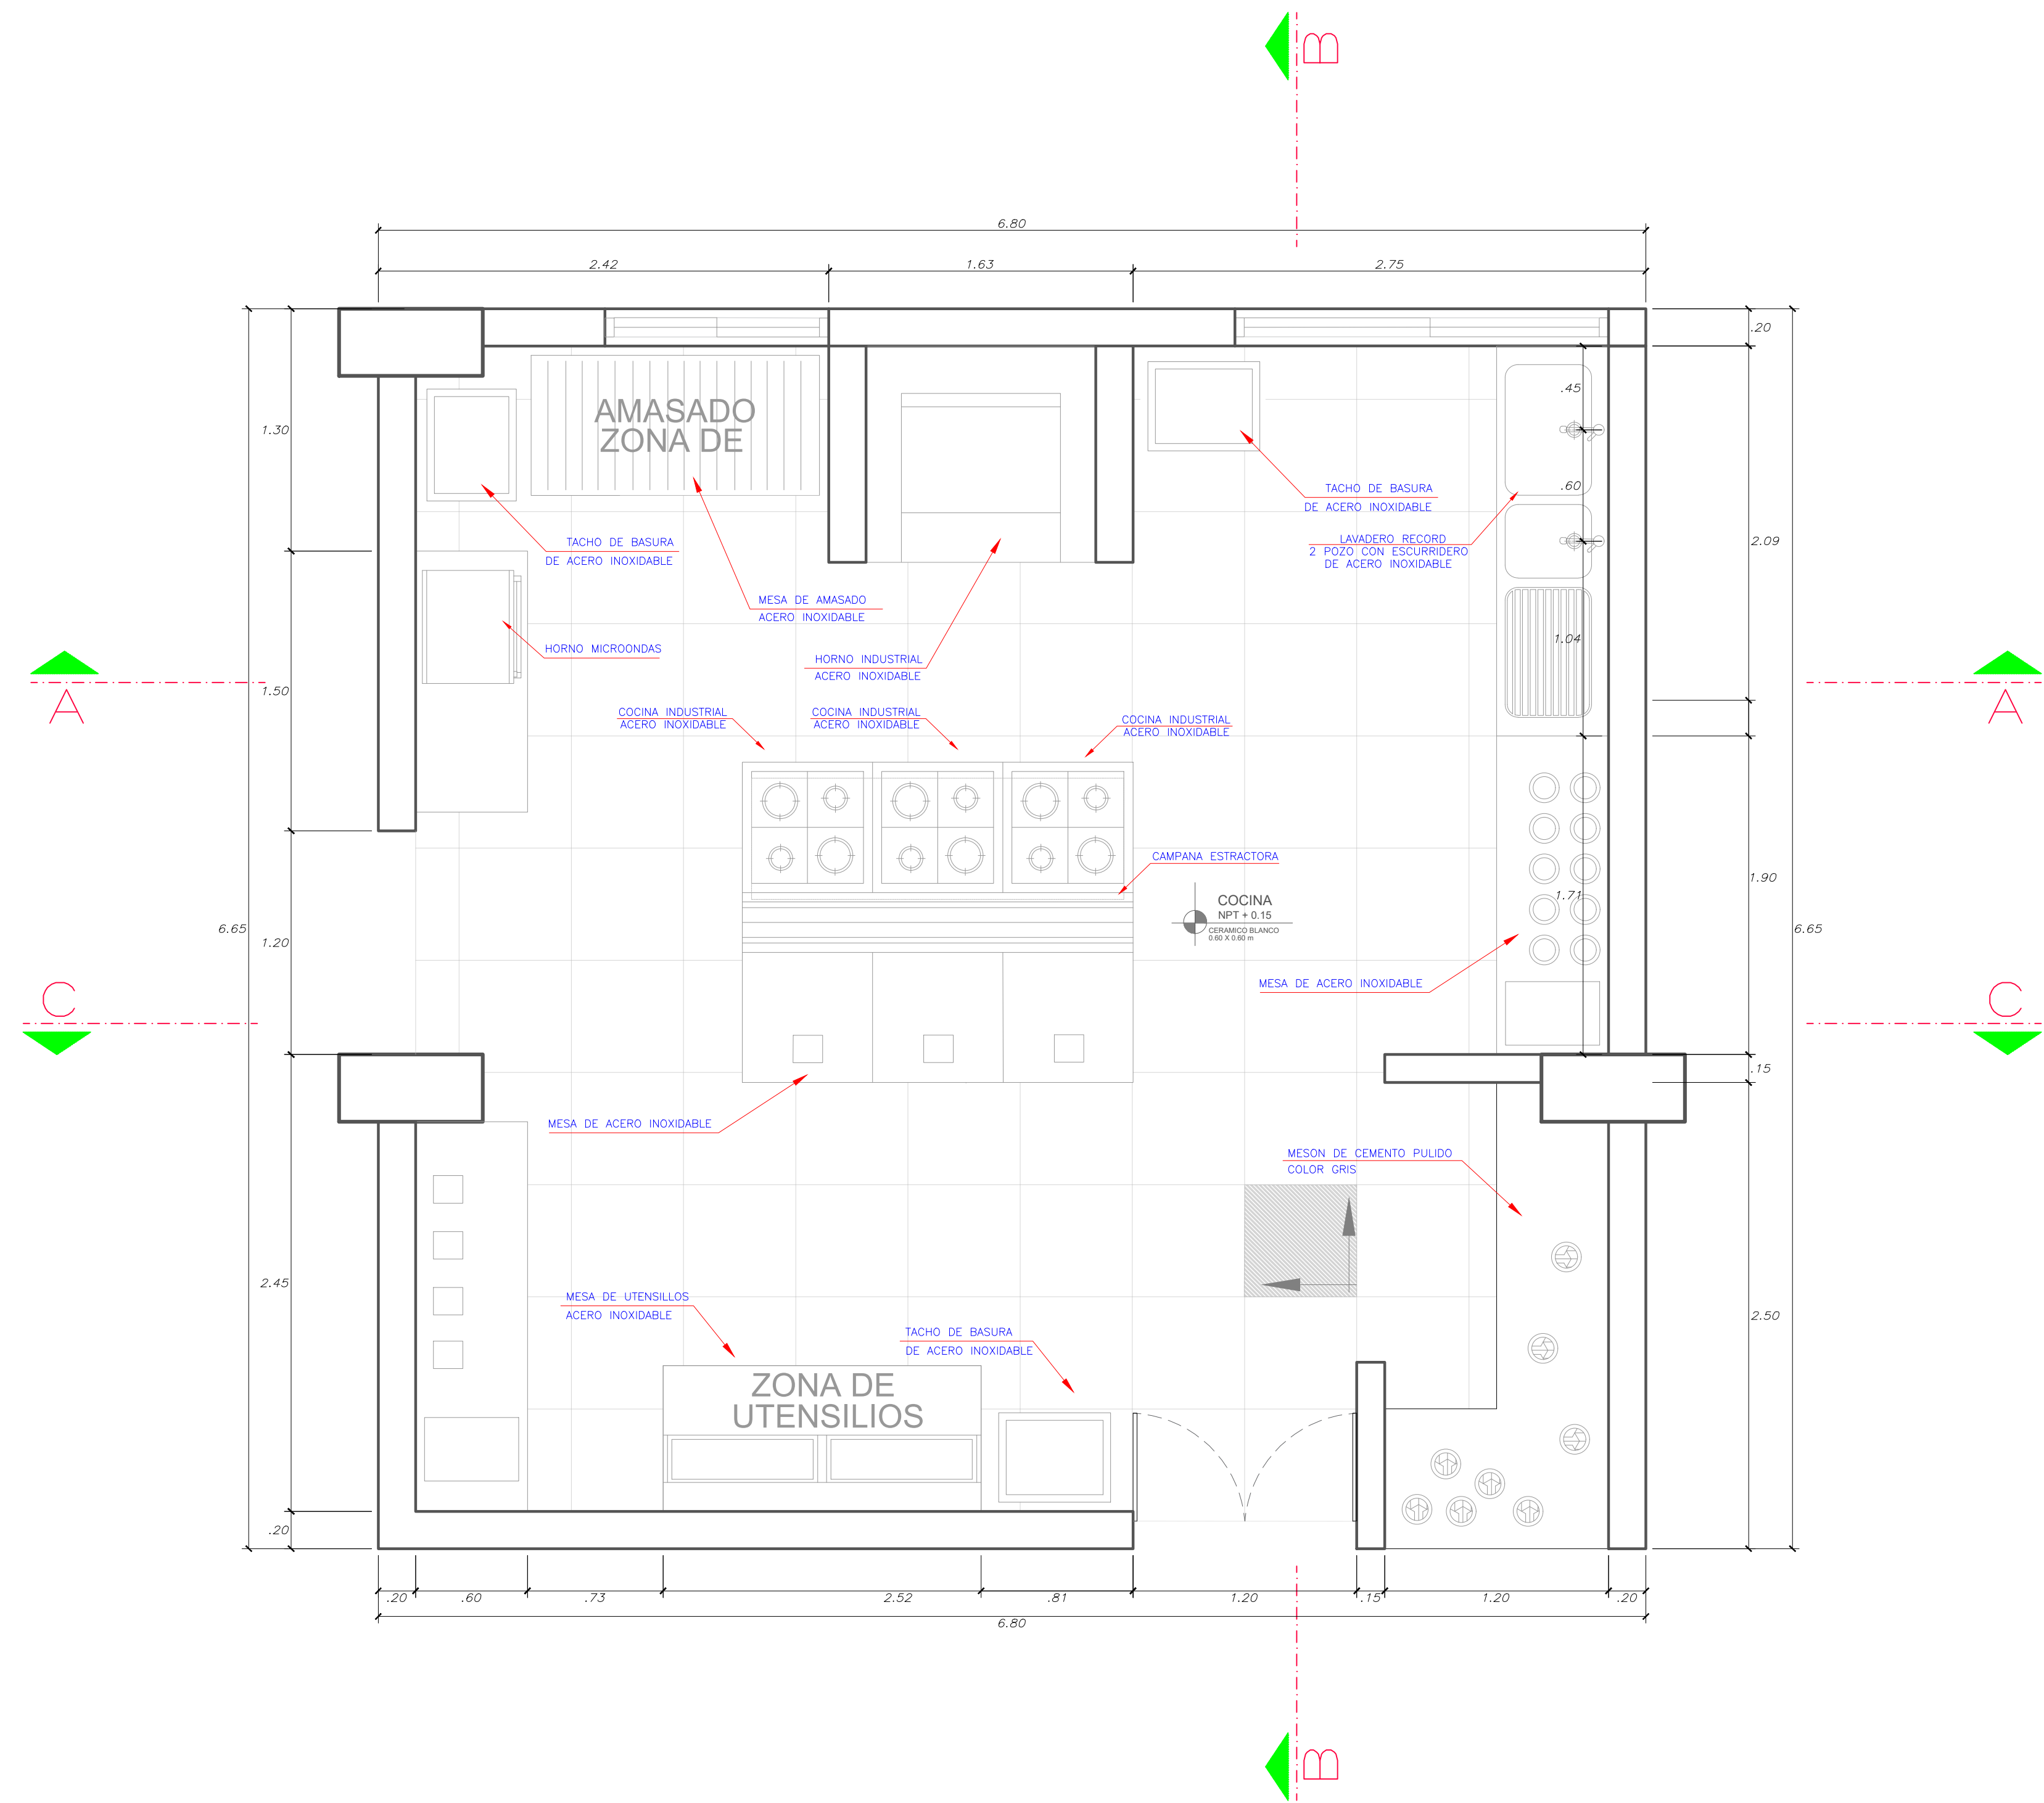 B
6.80
2.42
1.63
2.75
.20
.45
AMASADO
ZONA DE
1.30
.60
TACHO DE BASURA
DE ACERO INOXIDABLE
LAVADERO RECORD
2 POZO CON ESCURRIDERO
DE ACERO INOXIDABLE
2.09
TACHO DE BASURA
DE ACERO INOXIDABLE
MESA DE AMASADO
ACERO INOXIDABLE
HORNO MICROONDAS
1.04
HORNO INDUSTRIAL
ACERO INOXIDABLE
A
1.50
A
COCINA INDUSTRIAL
ACERO INOXIDABLE
COCINA INDUSTRIAL
ACERO INOXIDABLE
COCINA INDUSTRIAL
ACERO INOXIDABLE
CAMPANA ESTRACTORA
1.90
1.71
COCINA
NPT + 0.15
CERAMICO BLANCO
0.60 X 0.60 m
6.65
1.20
6.65
MESA DE ACERO INOXIDABLE
C
C
.15
MESA DE ACERO INOXIDABLE
MESON DE CEMENTO PULIDO
COLOR GRIS
2.45
MESA DE UTENSILLOS
ACERO INOXIDABLE
2.50
TACHO DE BASURA
DE ACERO INOXIDABLE
ZONA DE
UTENSILIOS
.20
.20
.60
.73
2.52
.81
1.20
.15
1.20
.20
6.80
B